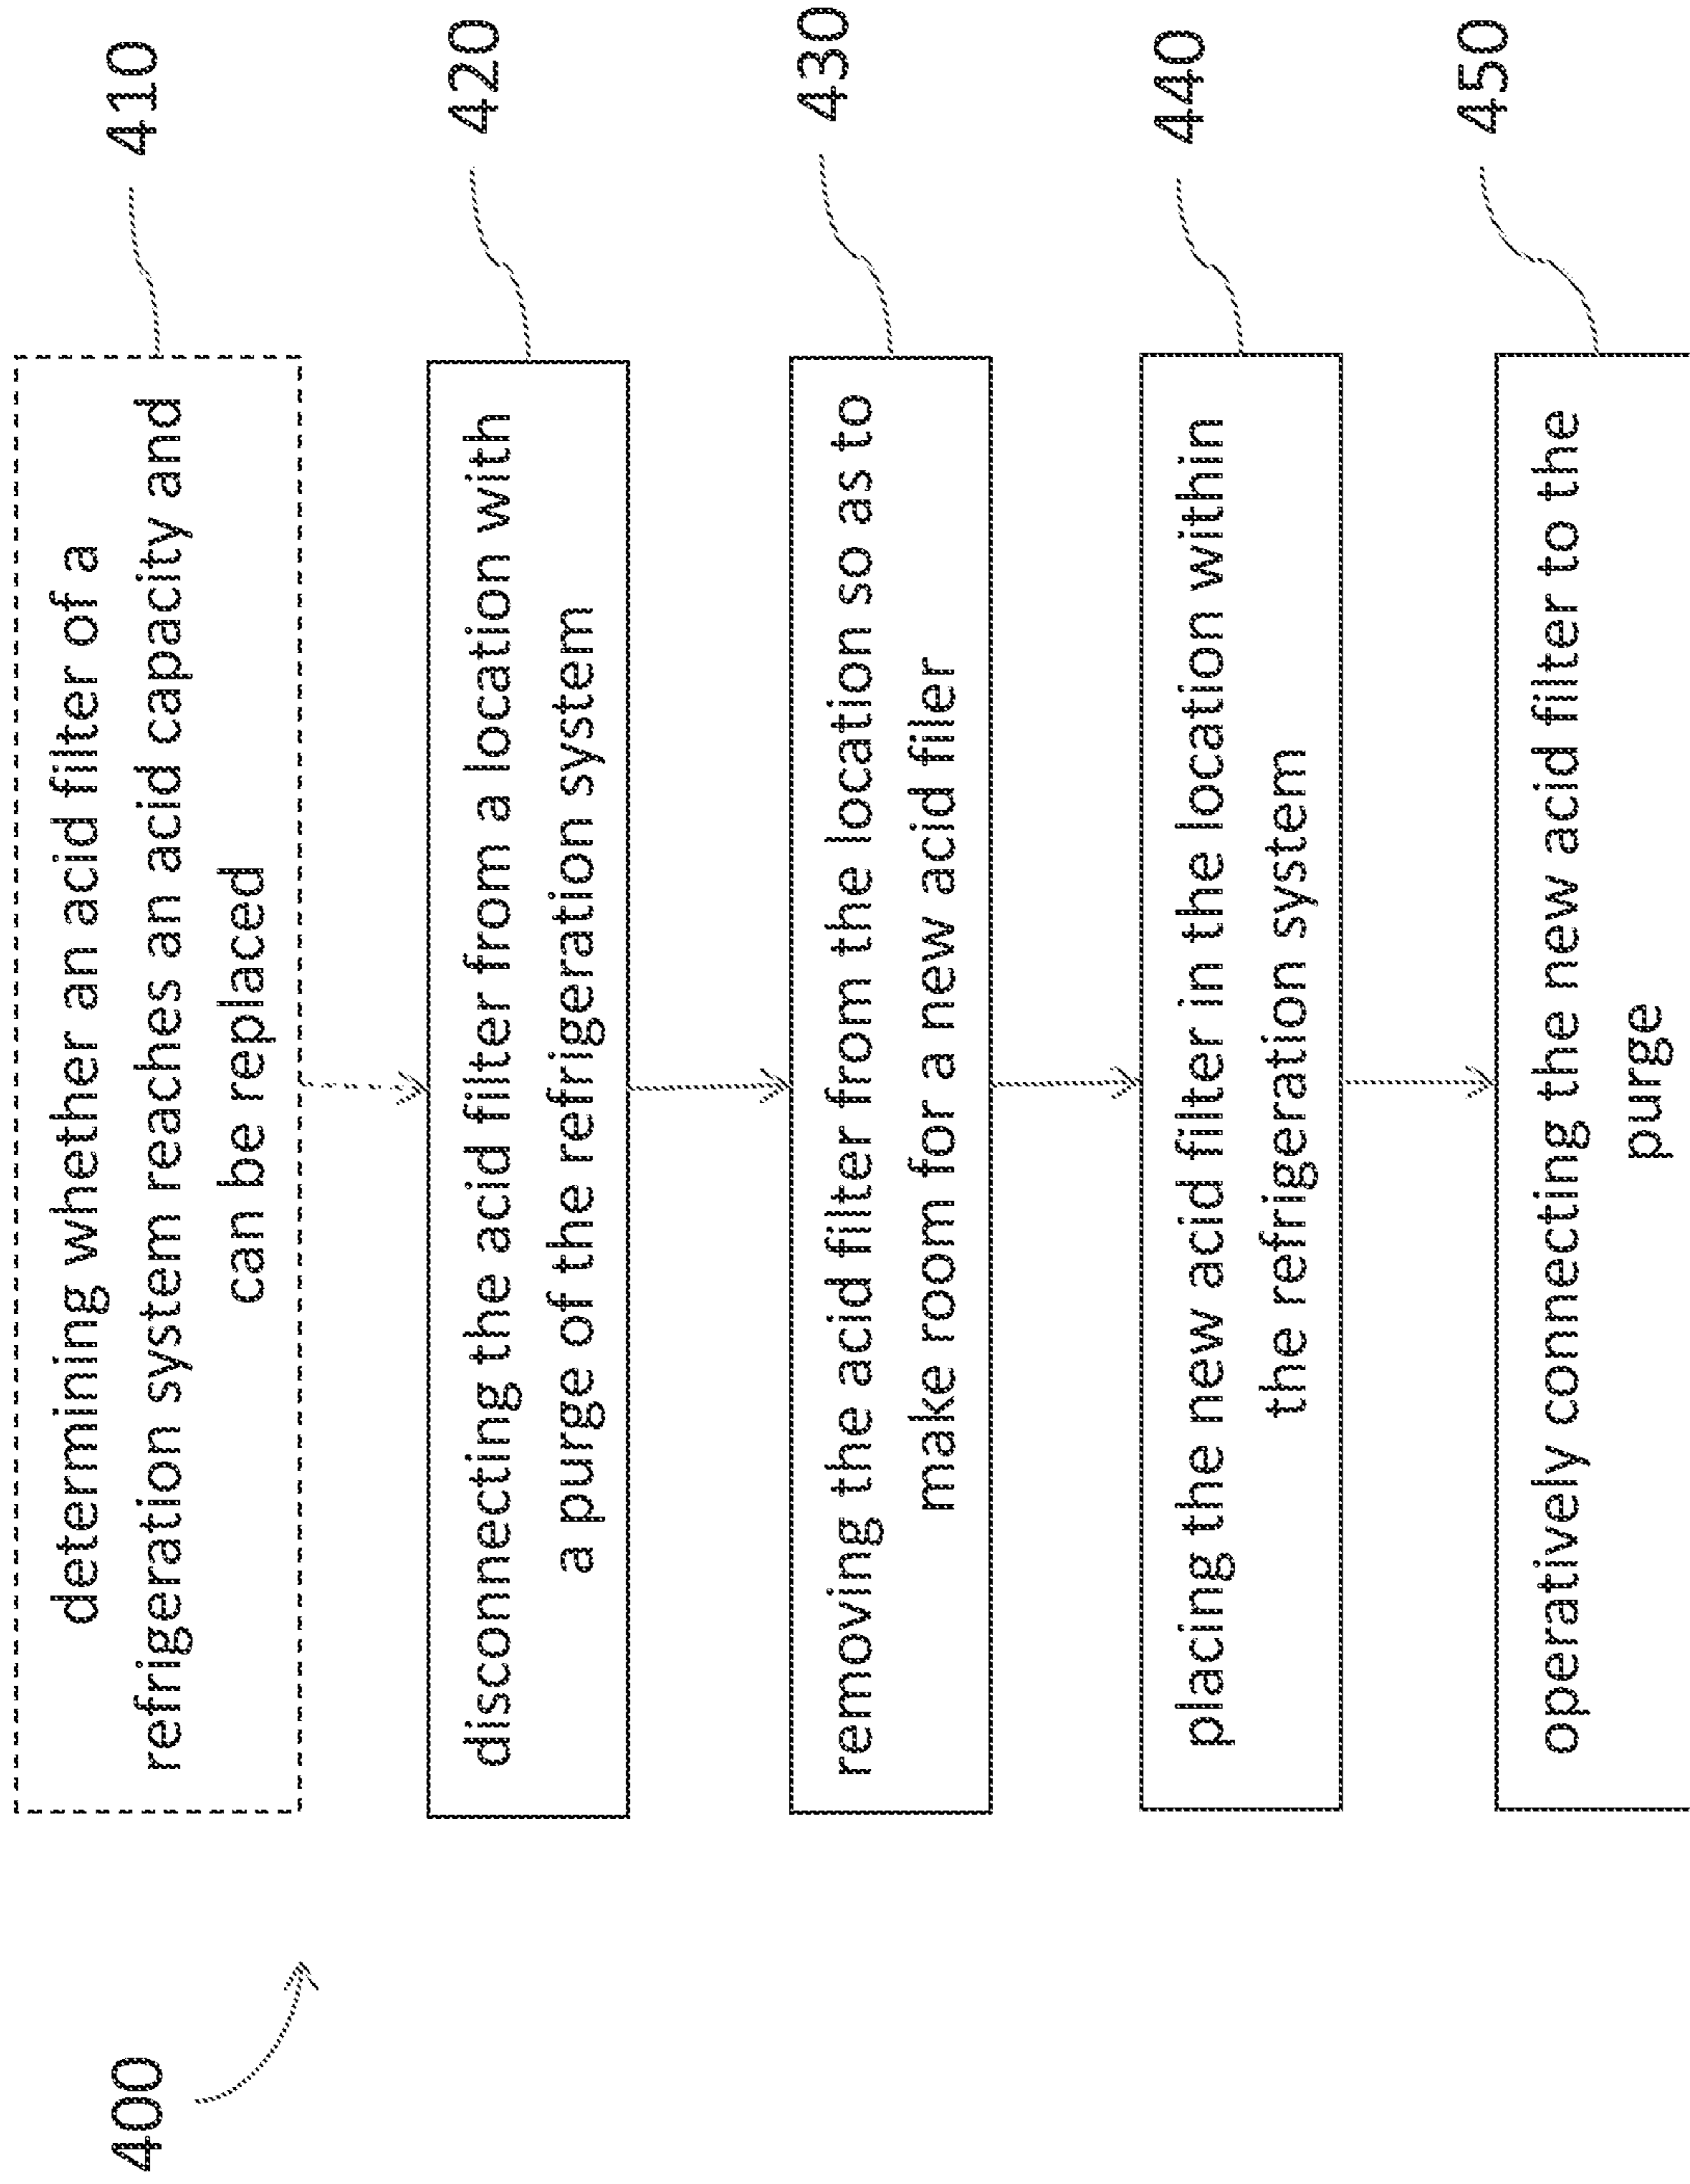 400
determining whether an acid filter of a
refrigeration system reaches an acid capacity and
can be replaced
410
disconnecting the acid filter from a location with
a purge of the refrigeration system
420
removing the acid filter from the location so as to
make room for a new acid filer
430
placing the new acid filter in the location within
the refrigeration system
440
operatively connecting the new acid filter to the
purge
450